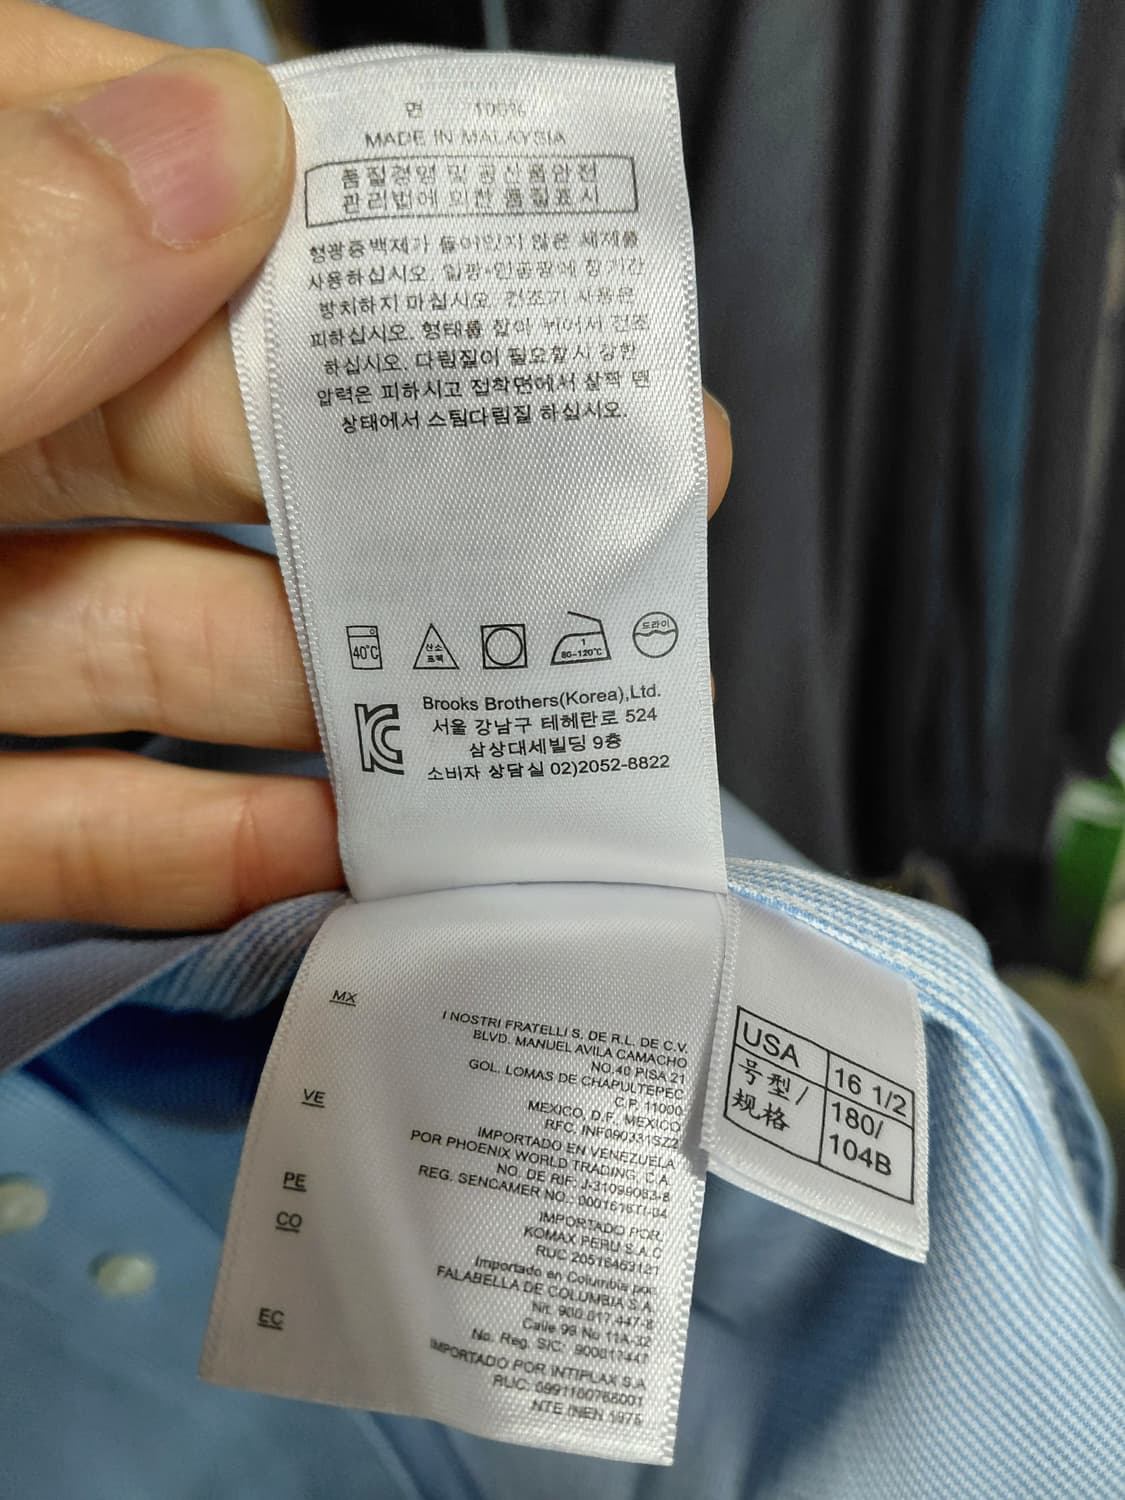 면 100%
MADE IN MALAYSIA
품질경영 및 공산품안전
관리법에 의한 품질표시
형광증백제가 들어있지 않은 세제를
사용하십시오. 일광·인공광에 장기간
방치하지 마십시오. 건조기 사용은
피하십시오. 형태를 잡아 뉘어서 건조
하십시오. 다림질이 필요할시 강한
압력은 피하시고 접착면에서 살짝 땐
상태에서 스팀다림질 하십시오.
40℃
산소
표백
1
80~120℃
드라이
KC
Brooks Brothers(Korea),Ltd.
서울 강남구 테헤란로 524
삼상대세빌딩 9층
소비자 상담실 02)2052-8822
MX
I NOSTRI FRATELLI S. DE R.L. DE C.V.
BLVD. MANUEL AVILA CAMACHO
NO.40 PISA 21
GOL. LOMAS DE CHAPULTEPEC
C.P. 11000
MEXICO, D.F. MEXICO
RFC. INF090331SZ2
VE
IMPORTADO EN VENEZUELA
POR PHOENIX WORLD TRADING, C.A.
NO. DE RIF: J-31099083-8
REG. SENCAMER NO.:
PE
IMPORTADO POR:
KOMAX PERU S.A.C
RUC 20516463121
CO
Importado en Columbia por:
FALABELLA DE COLUMBIA S.A.
Nit. 900.017.447-8
Calle 99 No 11A-32
No. Reg. SIC: 900017447
EC
IMPORTADO POR INTIPLAX S.A
RUC: 0991160768001
NTE INEN 1875
USA 16 1/2
号型/ 180/
规格 104B